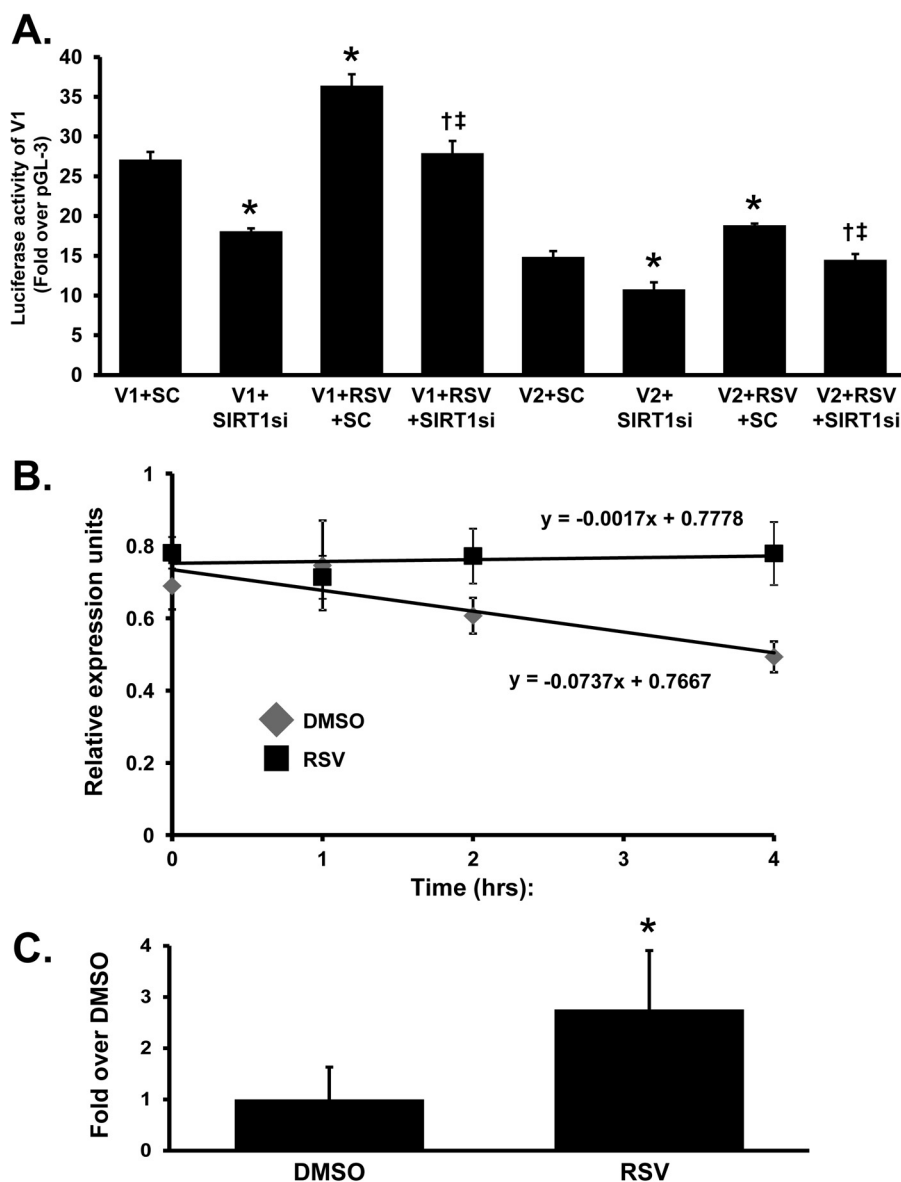 A.
Luciferase activity of V1
(Fold over pGL-3)
40
35
30
25
20
15
10
5
0
*
*
†‡
*
*
†‡
V1+SC
V1+
SIRT1si
V1+RSV
+SC
V1+RSV
+SIRT1si
V2+SC
V2+
SIRT1si
V2+RSV
+SC
V2+RSV
+SIRT1si
B.
Relative expression units
1
0.8
0.6
0.4
0.2
0
y = -0.0017x + 0.7778
y = -0.0737x + 0.7667
DMSO
RSV
0
1
2
3
4
Time (hrs):
C.
Fold over DMSO
4
3
2
1
0
*
DMSO
RSV